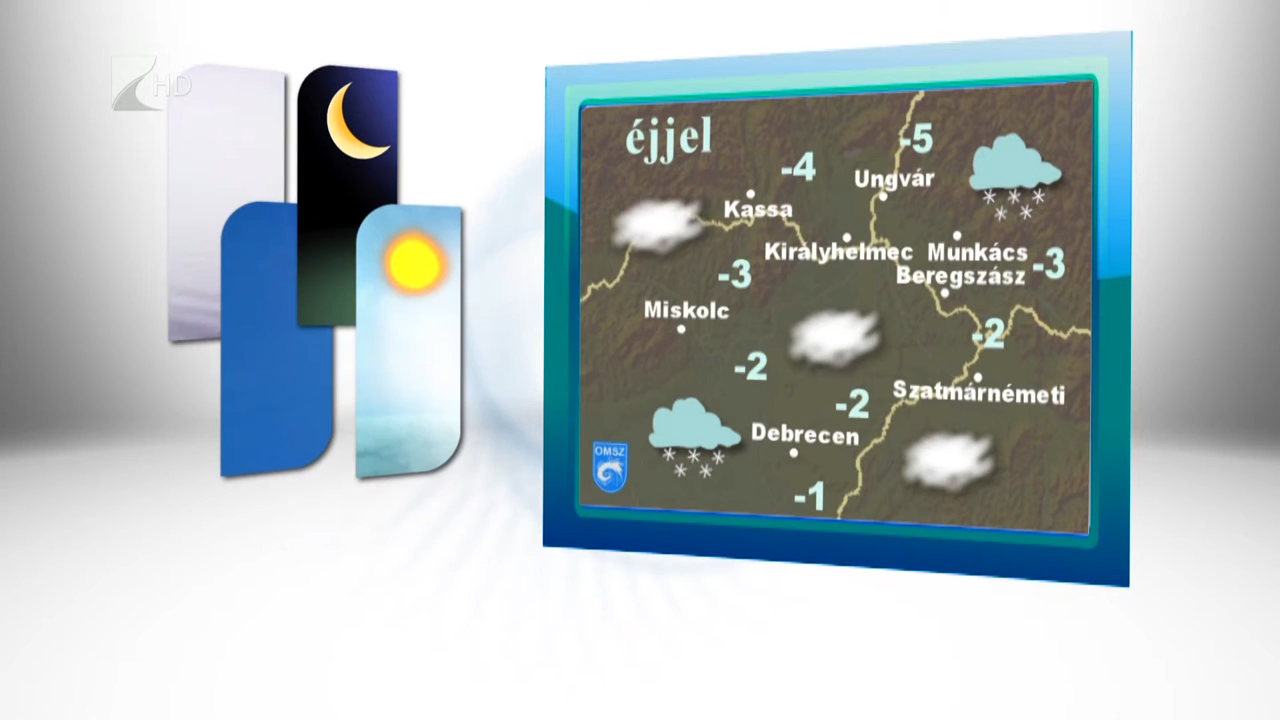 HD
éjjel
-5
-4
Ungvár
Kassa
Királyhelmec
Munkács
-3
Beregszász
-3
Miskolc
-2
-2
Szatmárnémeti
-2
Debrecen
OMSZ
-1